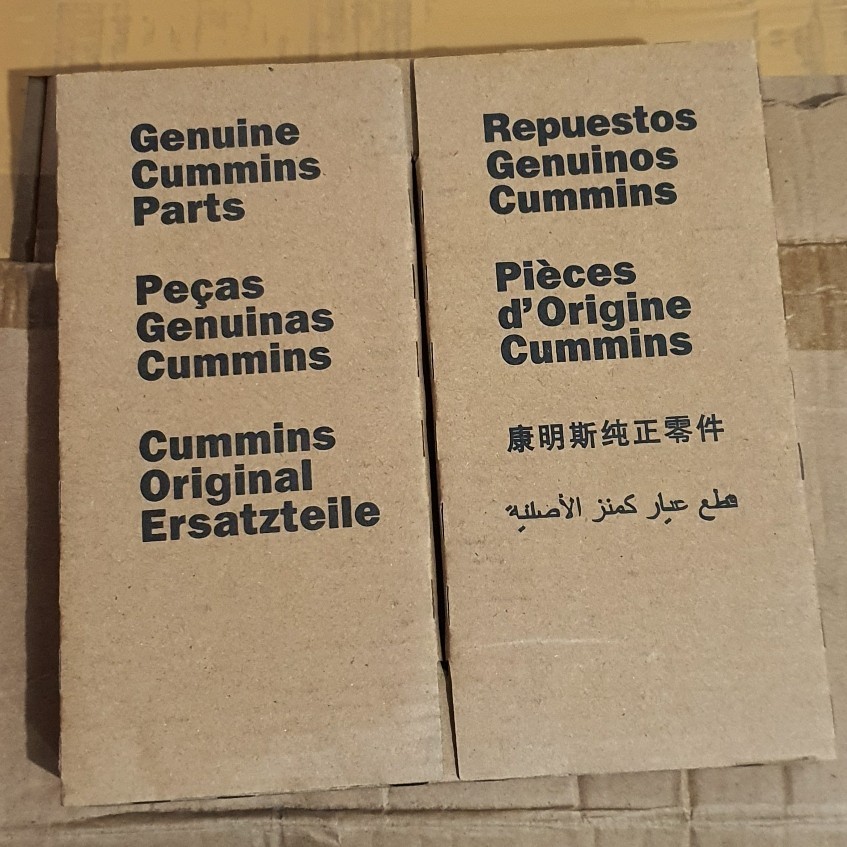 Genuine
Cummins
Parts
Peças
Genuinas
Cummins
Cummins
Original
Ersatzteile
Repuestos
Genuinos
Cummins
Pièces
d'Origine
Cummins
康明斯纯正零件
قطع عيار كمنز الأصلية